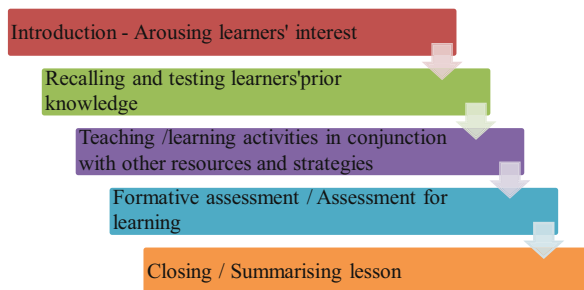 Introduction - Arousing learners' interest
Recalling and testing learners'prior
knowledge
Teaching /learning activities in conjunction
with other resources and strategies
Formative assessment / Assessment for
learning
Closing / Summarising lesson